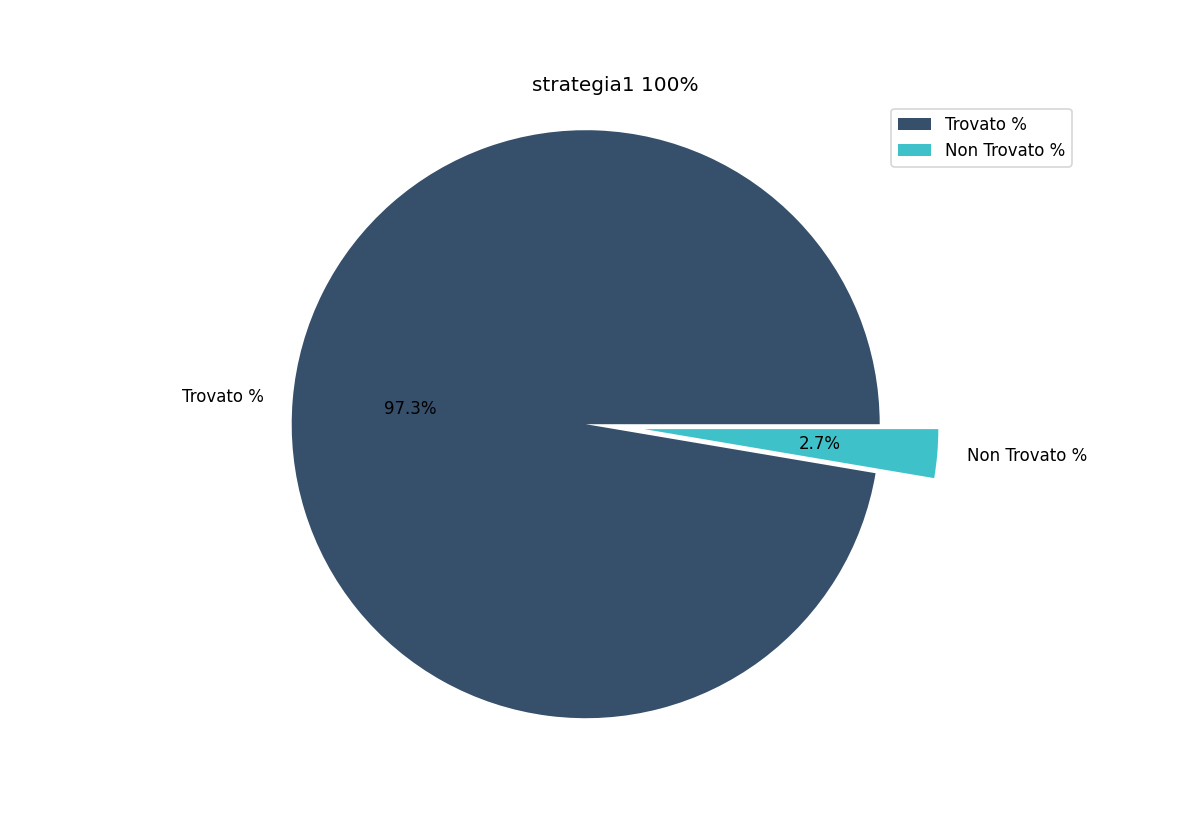 strategia1 100%
Trovato %
Non Trovato %
Trovato %
97.3%
2.7%
Non Trovato %